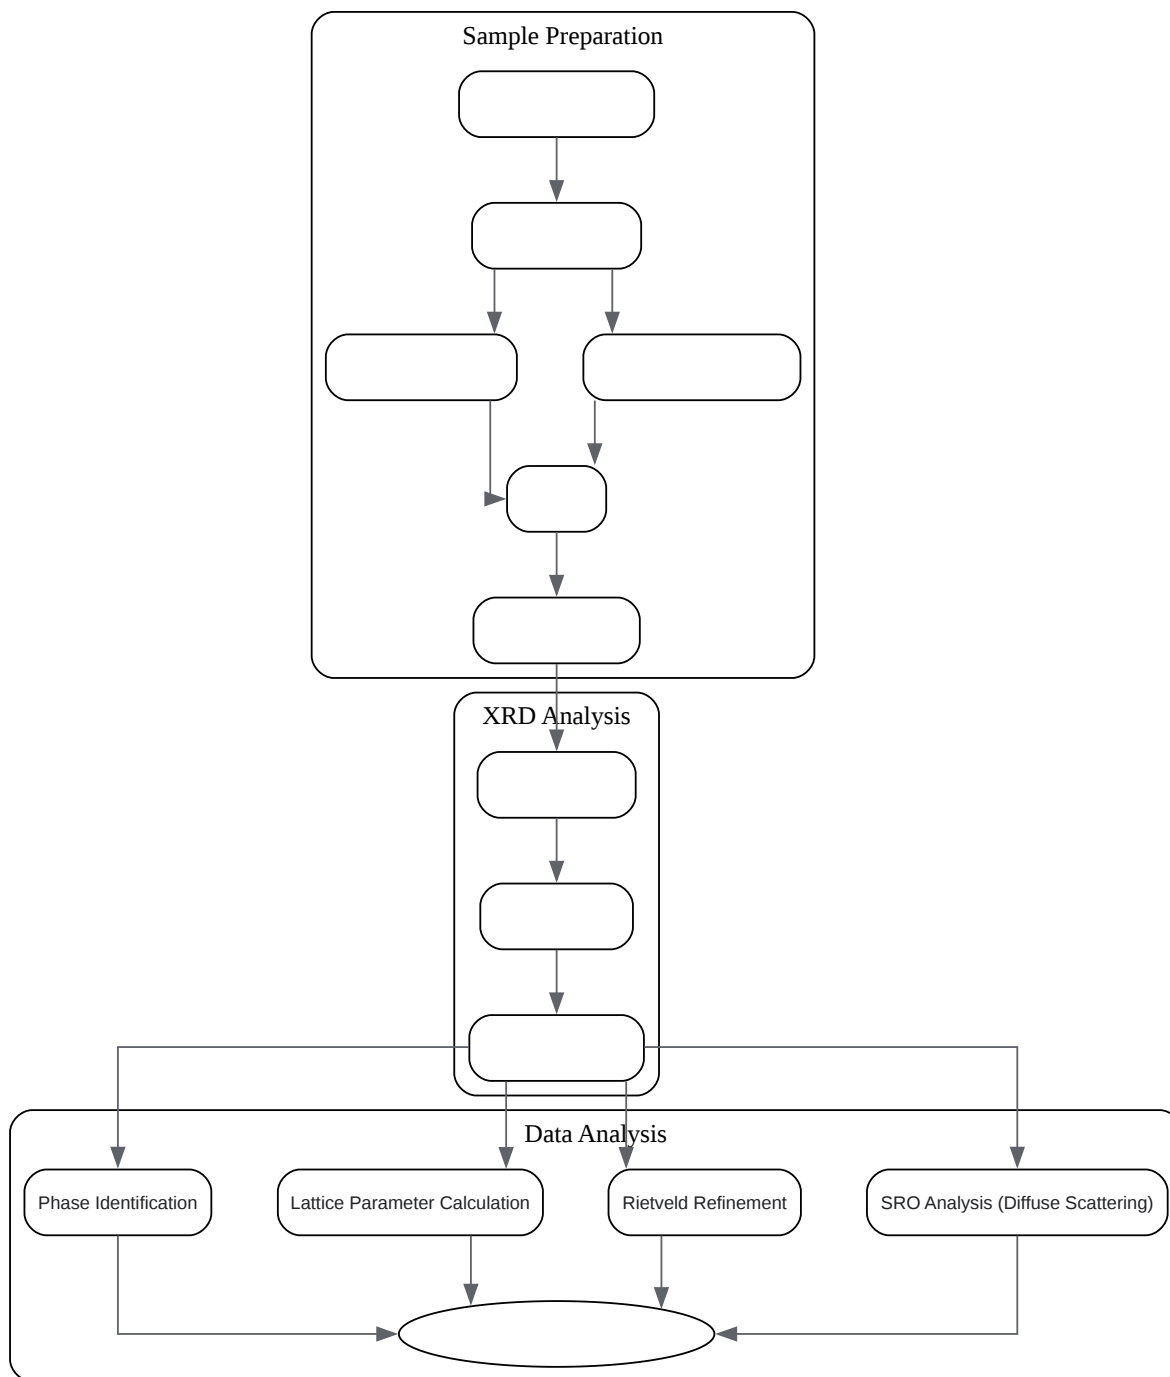 Sample Preparation
XRD Analysis
Data Analysis
Phase Identification
Lattice Parameter Calculation
Rietveld Refinement
SRO Analysis (Diffuse Scattering)